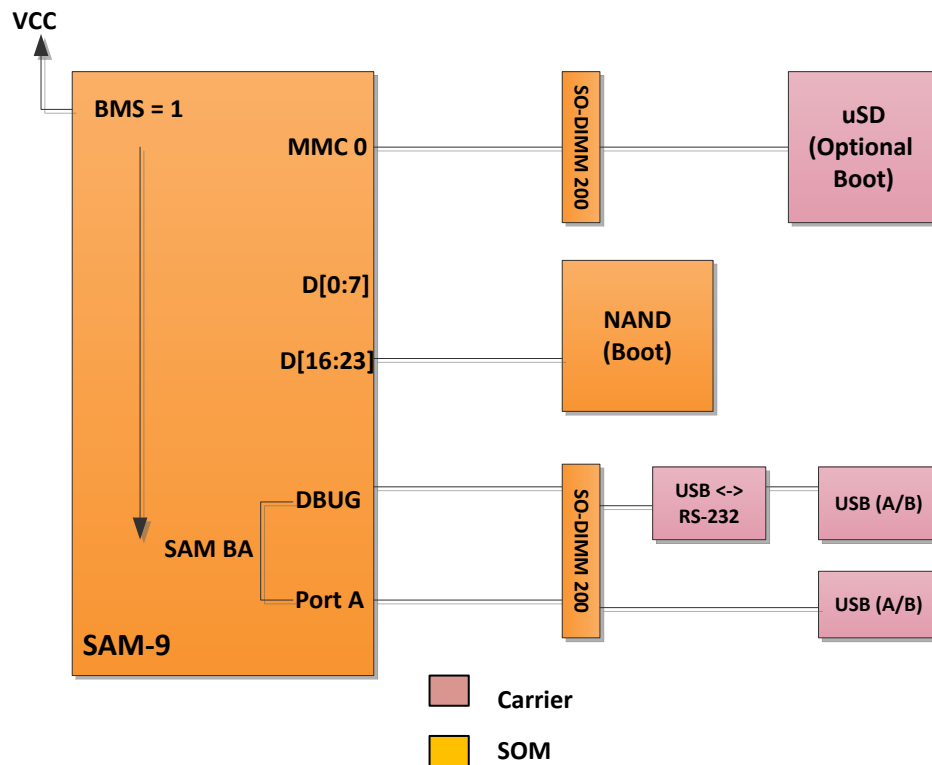 VCC
BMS = 1
MMC 0
SO-DIMM 200
uSD
(Optional
Boot)
D[0:7]
D[16:23]
NAND
(Boot)
DBUG
SAM BA
Port A
SAM-9
SO-DIMM 200
USB <->
RS-232
USB (A/B)
USB (A/B)
Carrier
SOM